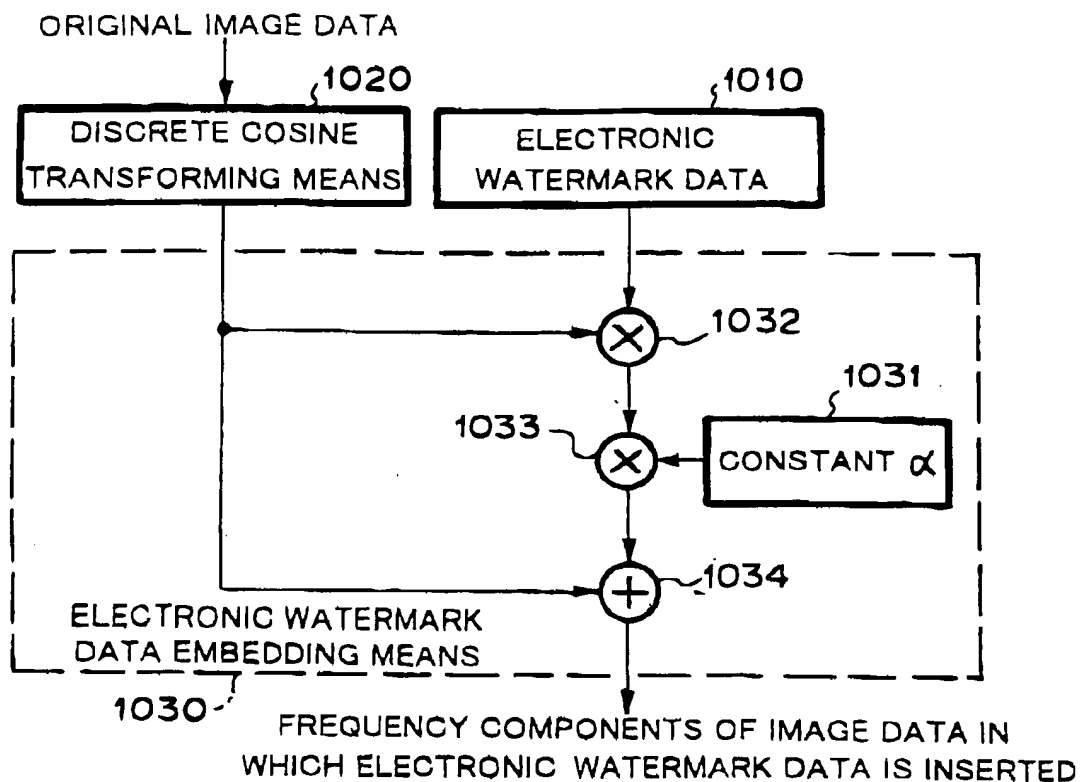 ORIGINAL IMAGE DATA
1020
1010
DISCRETE COSINE
TRANSFORMING MEANS
ELECTRONIC
WATERMARK DATA
×
1032
1031
1033
×
CONSTANT α
+
1034
ELECTRONIC WATERMARK
DATA EMBEDDING MEANS
1030
FREQUENCY COMPONENTS OF IMAGE DATA IN
WHICH ELECTRONIC WATERMARK DATA IS INSERTED